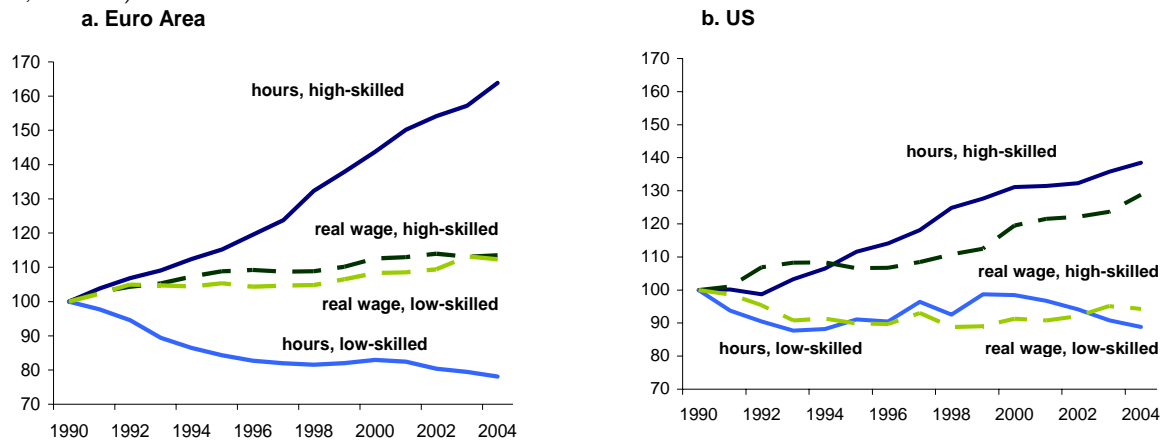 a. Euro Area
170
160
150
140
130
120
110
100
90
80
70
hours, high-skilled
real wage, high-skilled
real wage, low-skilled
hours, low-skilled
1990 1992 1994 1996 1998 2000 2002 2004
b. US
170
160
150
140
130
120
110
100
90
80
70
hours, high-skilled
real wage, high-skilled
hours, low-skilled
real wage, low-skilled
1990 1992 1994 1996 1998 2000 2002 2004